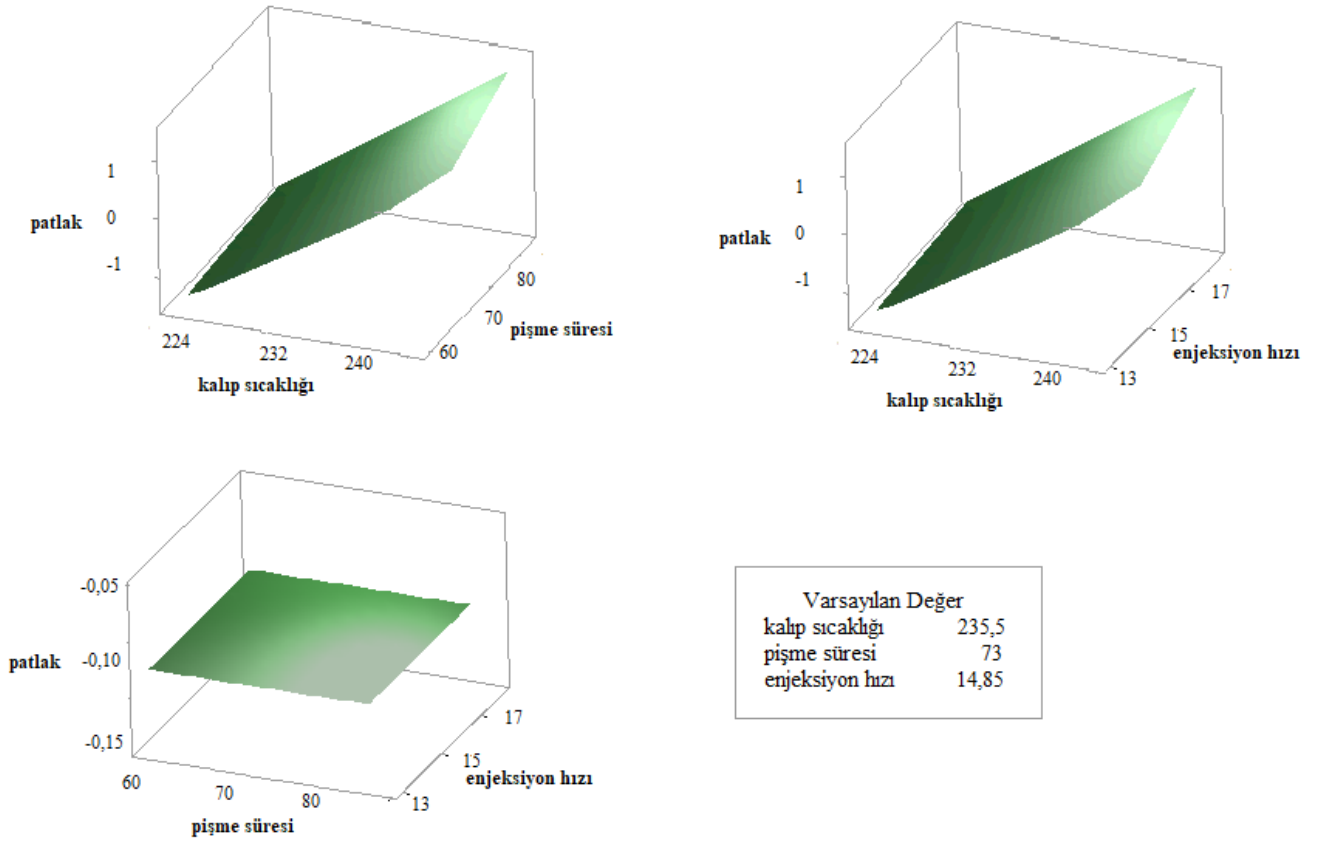 1
0
-1
patlak
224
232
240
kalıp sıcaklığı
60
70
80
pişme süresi
1
0
-1
patlak
224
232
240
kalıp sıcaklığı
13
15
17
enjeksiyon hızı
-0,05
-0,10
-0,15
patlak
60
70
80
pişme süresi
13
15
17
enjeksiyon hızı
Varsayılan Değer
kalıp sıcaklığı 235,5
pişme süresi 73
enjeksiyon hızı 14,85